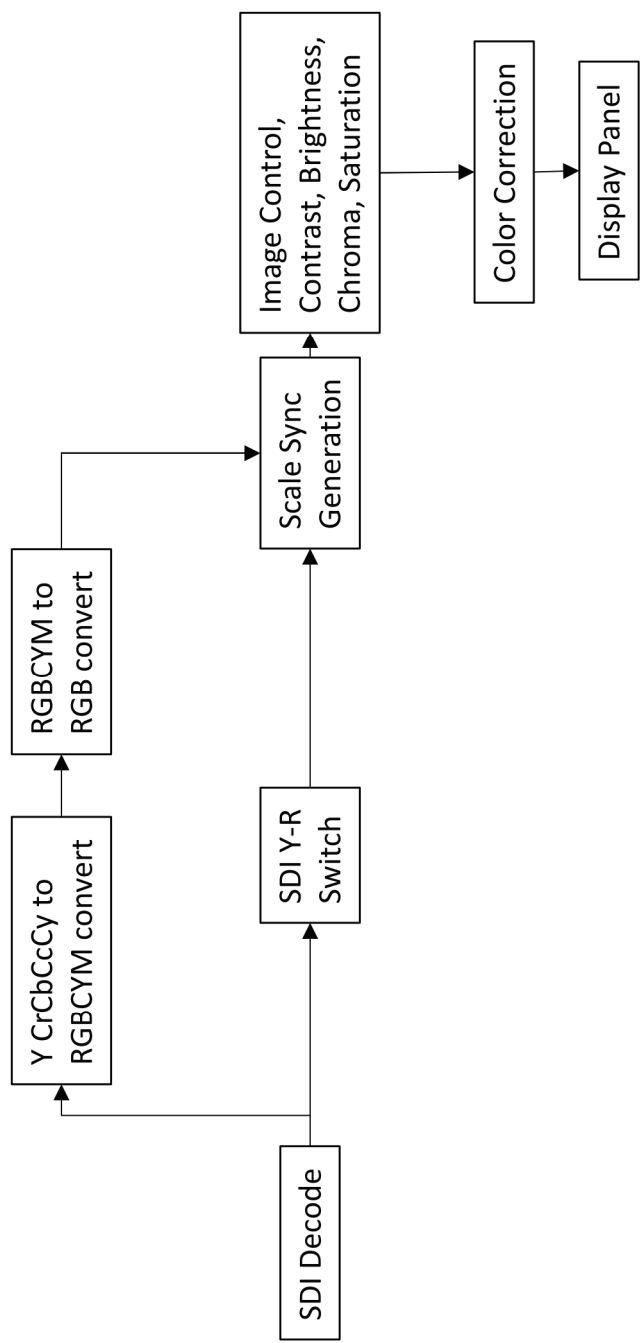 SDI Decode
Y CrCbCcCy to
RGBCYM convert
RGBCYM to
RGB convert
SDI Y-R
Switch
Scale Sync
Generation
Image Control,
Contrast, Brightness,
Chroma, Saturation
Color Correction
Display Panel